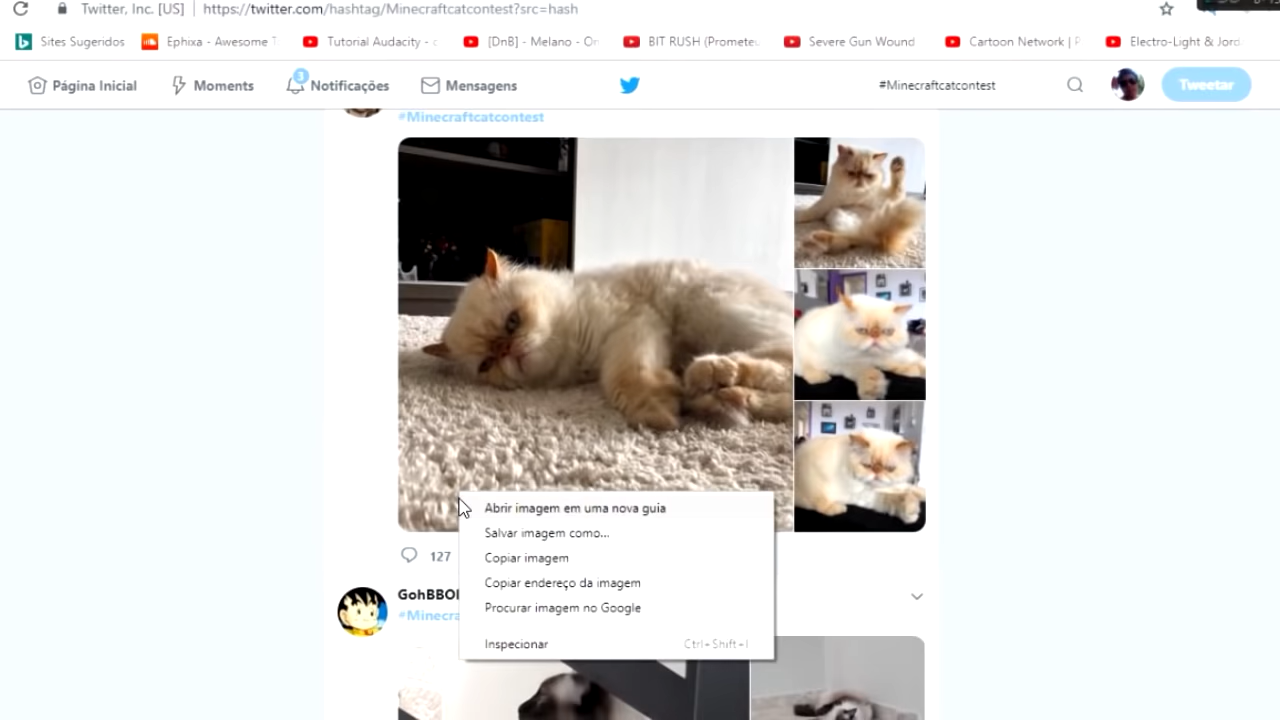 Twitter, Inc. [US] https://twitter.com/hashtag/Minecraftcatcontest?src=hash
Sites Sugeridos Ephixa - Awesome Tutorial Audacity - [DnB] - Melano - BIT RUSH (Promete Severe Gun Wound Cartoon Network | Electro-Light & Jord
Página Inicial Moments 3 Notificações Mensagens #Minecraftcatcontest Tweetar
#Minecraftcatcontest
Abrir imagem em uma nova guia
Salvar imagem como...
Copiar imagem
127
Copiar endereço da imagem
GohBBO
Procurar imagem no Google
#Minecra
Inspecionar Ctrl+Shift+I